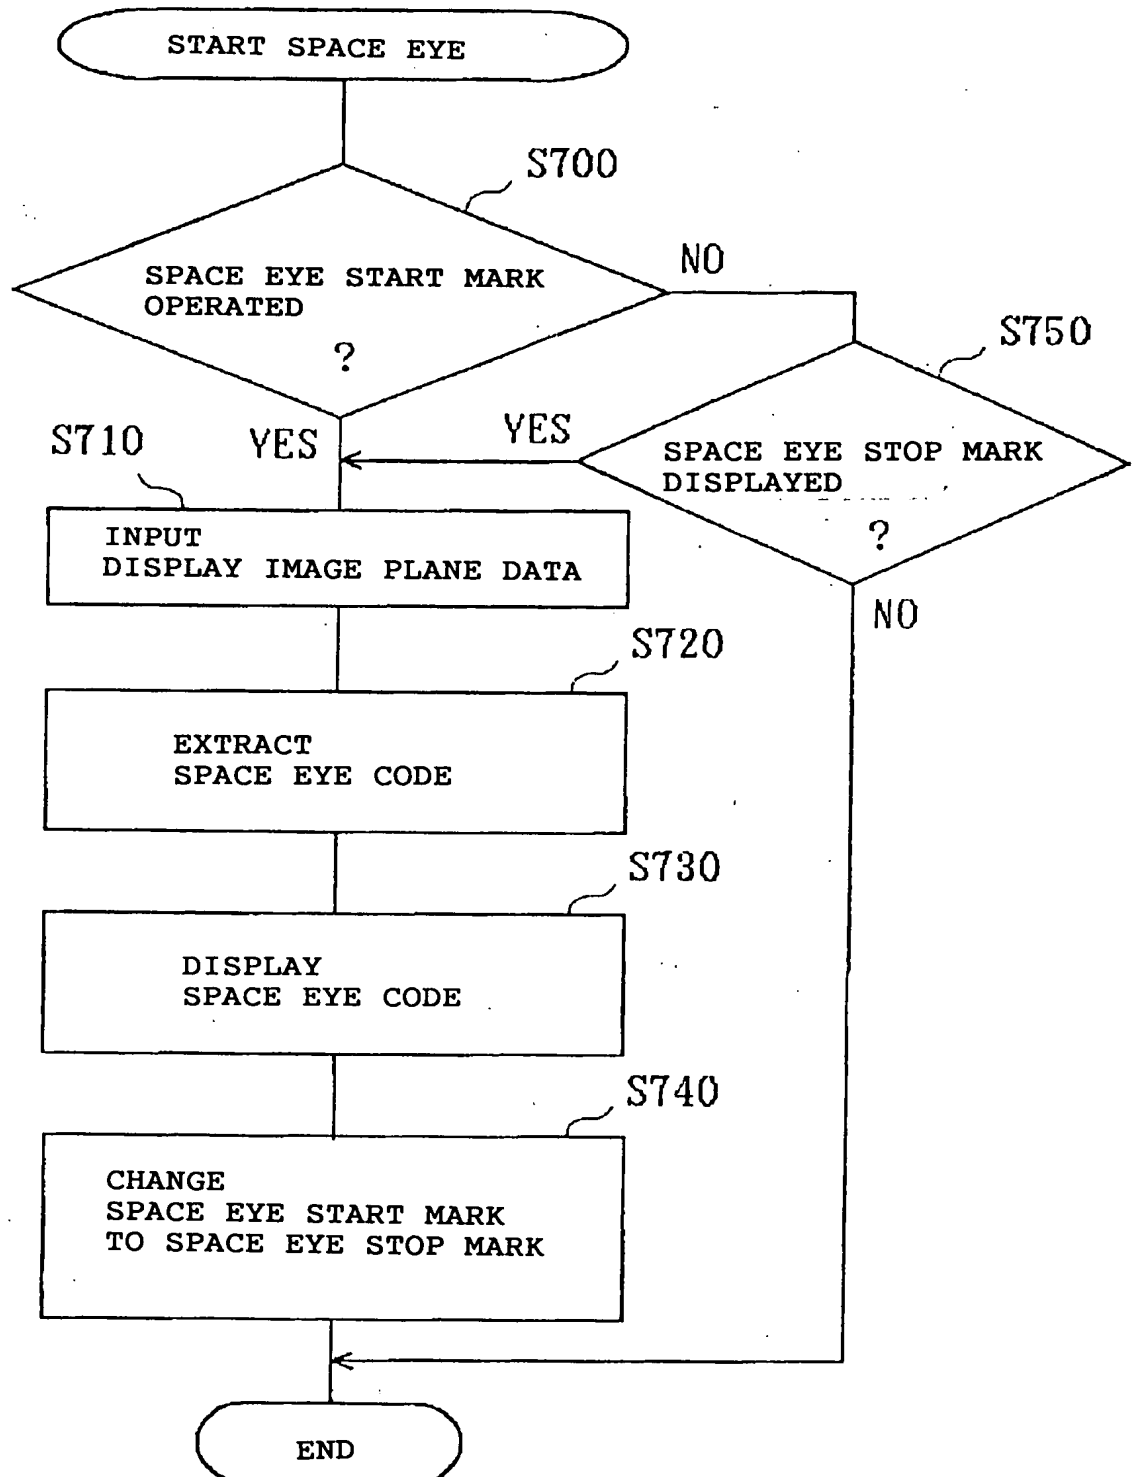 START SPACE EYE
S700
SPACE EYE START MARK
OPERATED
?
NO
S750
SPACE EYE STOP MARK
DISPLAYED
?
YES
NO
YES
S710
INPUT
DISPLAY IMAGE PLANE DATA
S720
EXTRACT
SPACE EYE CODE
S730
DISPLAY
SPACE EYE CODE
S740
CHANGE
SPACE EYE START MARK
TO SPACE EYE STOP MARK
END